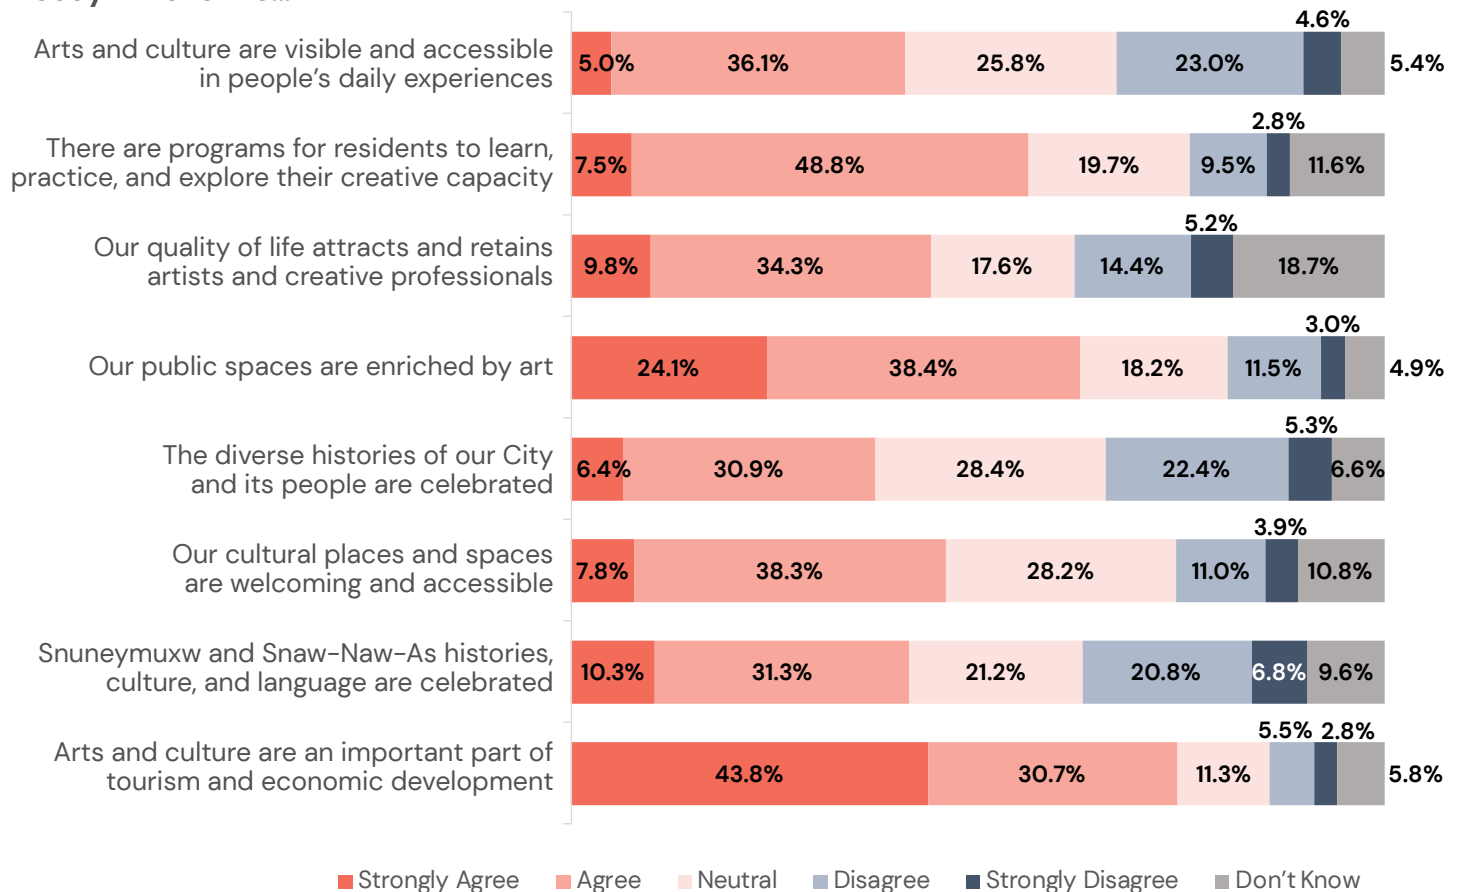 Arts and culture are visible and accessible
in people's daily experiences
5.0% 36.1% 25.8% 23.0% 4.6% 5.4%
There are programs for residents to learn,
practice, and explore their creative capacity
7.5% 48.8% 19.7% 9.5% 2.8% 11.6%
Our quality of life attracts and retains
artists and creative professionals
9.8% 34.3% 17.6% 14.4% 5.2% 18.7%
Our public spaces are enriched by art
24.1% 38.4% 18.2% 11.5% 3.0% 4.9%
The diverse histories of our City
and its people are celebrated
6.4% 30.9% 28.4% 22.4% 5.3% 6.6%
Our cultural places and spaces
are welcoming and accessible
7.8% 38.3% 28.2% 11.0% 3.9% 10.8%
Snuneymuxw and Snaw-Naw-As histories,
culture, and language are celebrated
10.3% 31.3% 21.2% 20.8% 6.8% 9.6%
Arts and culture are an important part of
tourism and economic development
43.8% 30.7% 11.3% 5.5% 2.8% 5.8%
Strongly Agree Agree Neutral Disagree Strongly Disagree Don't Know